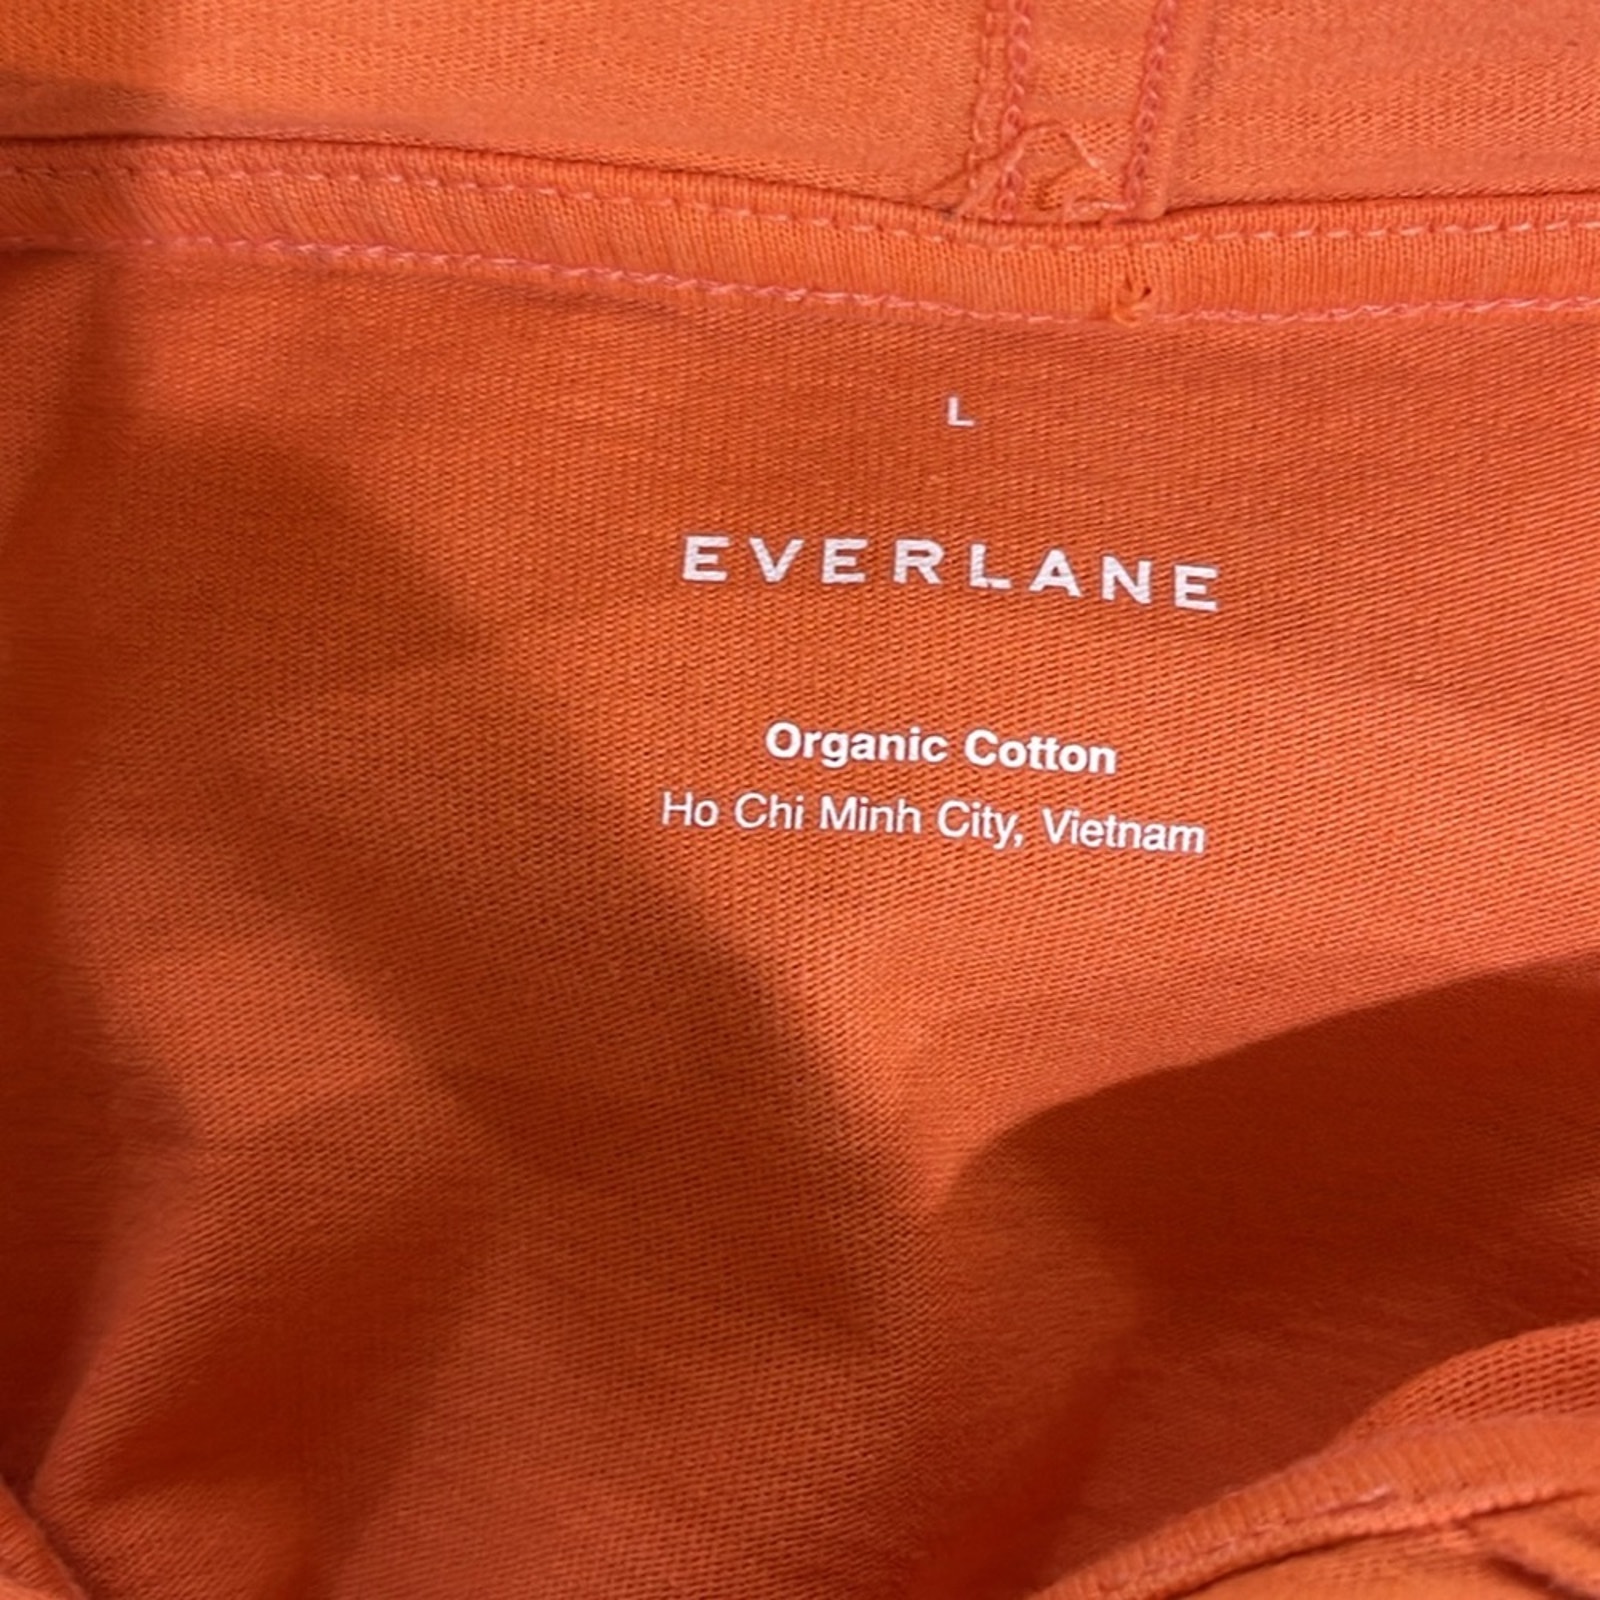 L
EVERLANE
Organic Cotton
Ho Chi Minh City, Vietnam